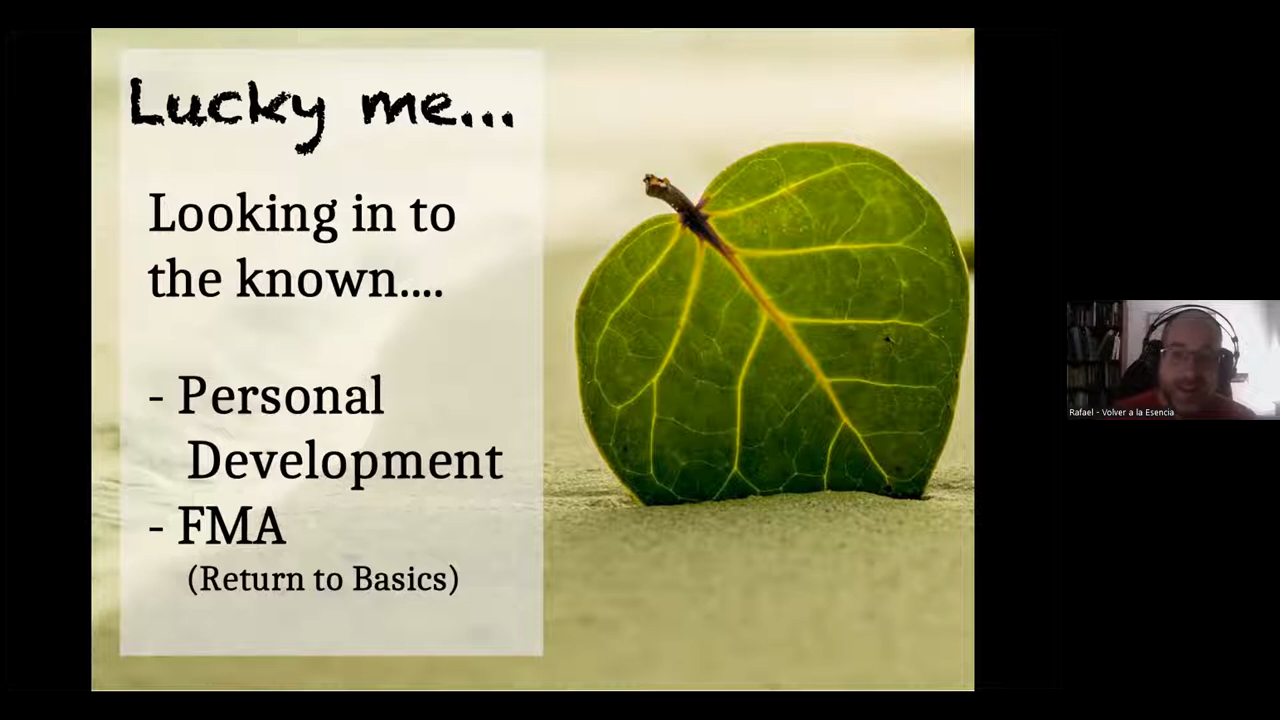 Lucky me...
Looking in to
the known....
- Personal
Development
- FMA
(Return to Basics)
Rafael - Volver a la Esencia